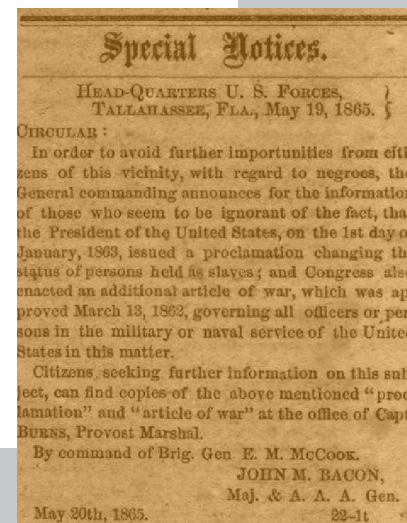 Special Notices.
HEAD-QUARTERS U. S. FORCES,
TALLAHASSEE, FLA., May 19, 1865.
CIRCULAR :
In order to avoid further importunities from citi
zens of this vicinity, with regard to negroes, the
General commanding announces for the information
of those who seem to be ignorant of the fact, tha
the President of the United States, on the 1st day o
January, 1863, issued a proclamation changing th
status of persons held as slaves ; and Congress als
enacted an additional article of war, which was ap
proved March 13, 1862, governing all officers or per
sons in the military or naval service of the Unite
States in this matter.
Citizens seeking further information on this sub
ject, can find copies of the above mentioned “proc
lamation” and “article of war” at the office of Capt
BURNS, Provost Marshal.
By command of Brig. Gen E. M. McCOOK.
JOHN M. BACON,
Maj. & A. A. A. Gen.
May 20th, 1865. 22-1t